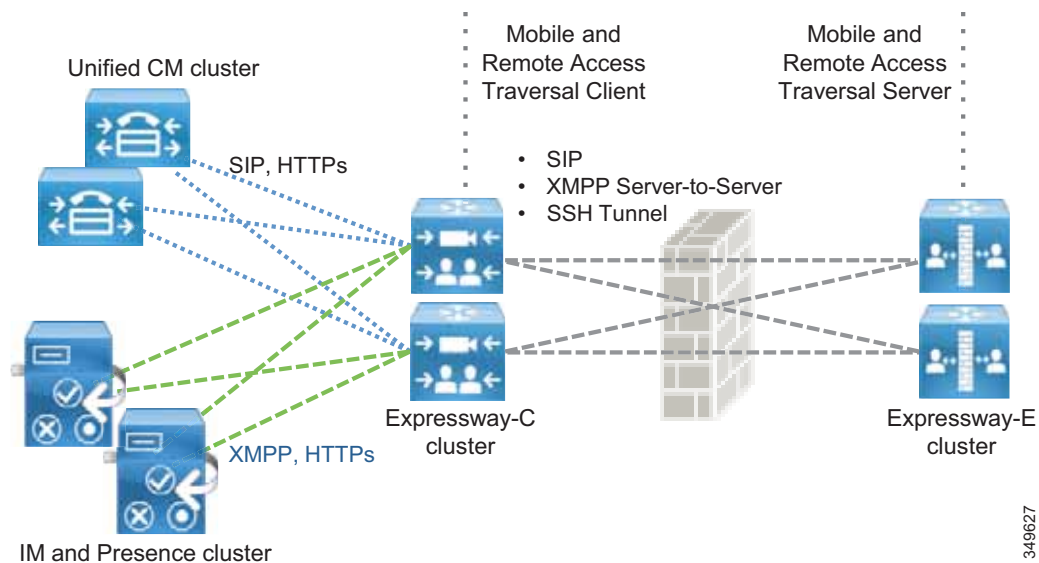 Mobile and
Remote Access
Traversal Client
Mobile and
Remote Access
Traversal Server
Unified CM cluster
SIP, HTTPs
• SIP
• XMPP Server-to-Server
• SSH Tunnel
Expressway-C
cluster
Expressway-E
cluster
XMPP, HTTPs
IM and Presence cluster
349627